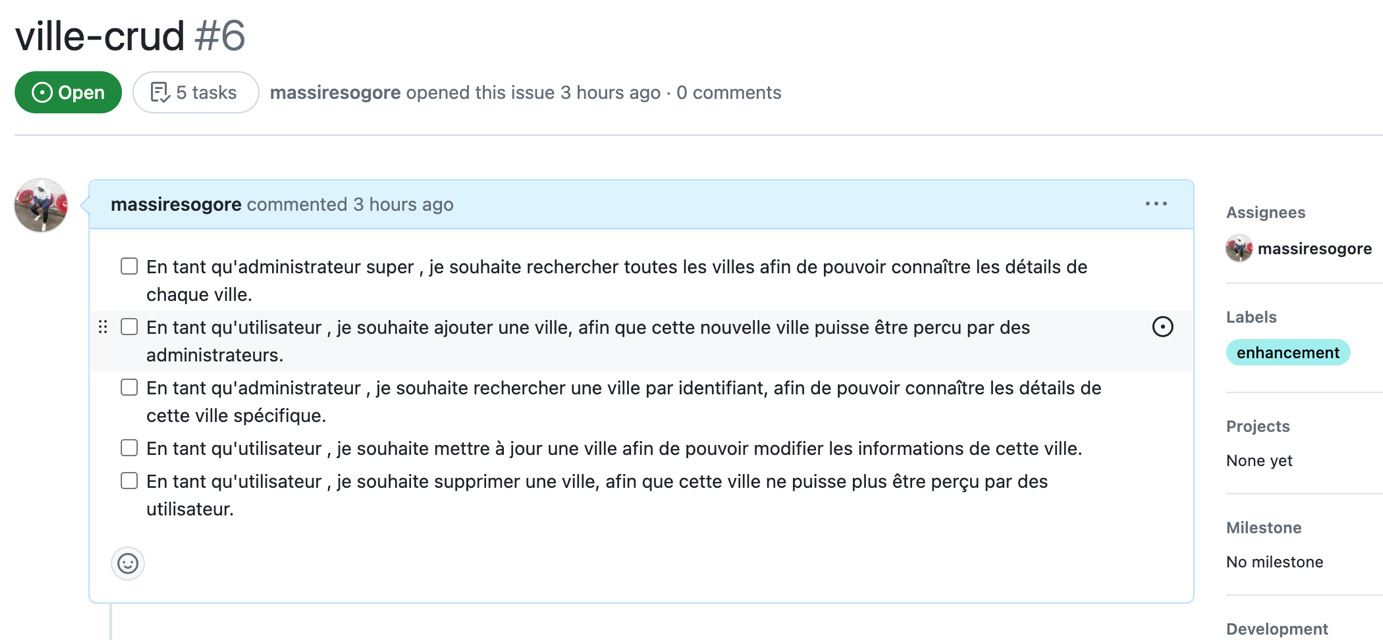 ville-crud #6
Open
5 tasks
massiresogore opened this issue 3 hours ago · 0 comments
massiresogore commented 3 hours ago
En tant qu'administrateur super , je souhaite rechercher toutes les villes afin de pouvoir connaître les détails de
chaque ville.
En tant qu'utilisateur , je souhaite ajouter une ville, afin que cette nouvelle ville puisse être percu par des
administrateurs.
En tant qu'administrateur , je souhaite rechercher une ville par identifiant, afin de pouvoir connaître les détails de
cette ville spécifique.
En tant qu'utilisateur , je souhaite mettre à jour une ville afin de pouvoir modifier les informations de cette ville.
En tant qu'utilisateur , je souhaite supprimer une ville, afin que cette ville ne puisse plus être perçu par des
utilisateur.
Assignees
massiresogore
Labels
enhancement
Projects
None yet
Milestone
No milestone
Development